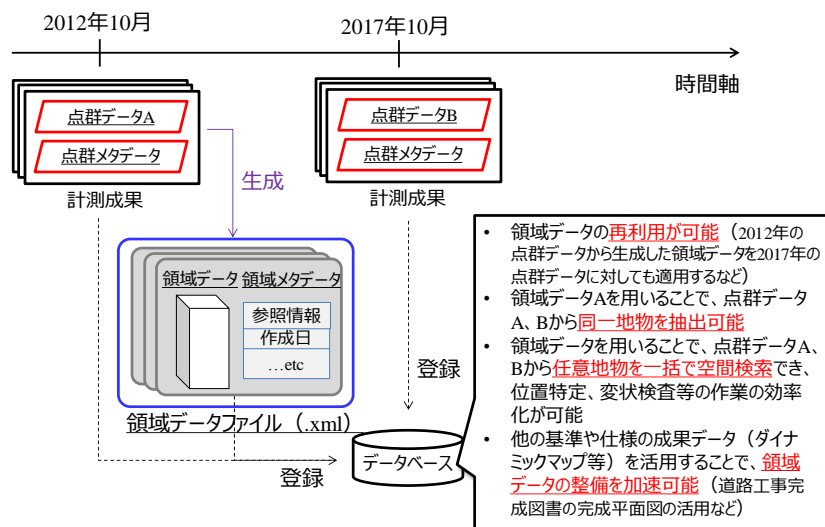 2012年10月
2017年10月
時間軸
点群データA
点群メタデータ
計測成果
点群データB
点群メタデータ
計測成果
生成
領域データ 領域メタデータ
参照情報
作成日
…etc
領域データファイル（.xml）
登録
登録
データベース
• 領域データの再利用が可能（2012年の
点群データから生成した領域データを2017年の
点群データに対しても適用するなど）
• 領域データAを用いることで、点群データ
A、Bから同一地物を抽出可能
• 領域データを用いることで、点群データA、
Bから任意地物を一括で空間検索でき、
位置特定、変状検査等の作業の効率
化が可能
• 他の基準や仕様の成果データ（ダイナ
ミックマップ等）を活用することで、領域
データの整備を加速可能（道路工事完
成図書の完成平面図の活用など）